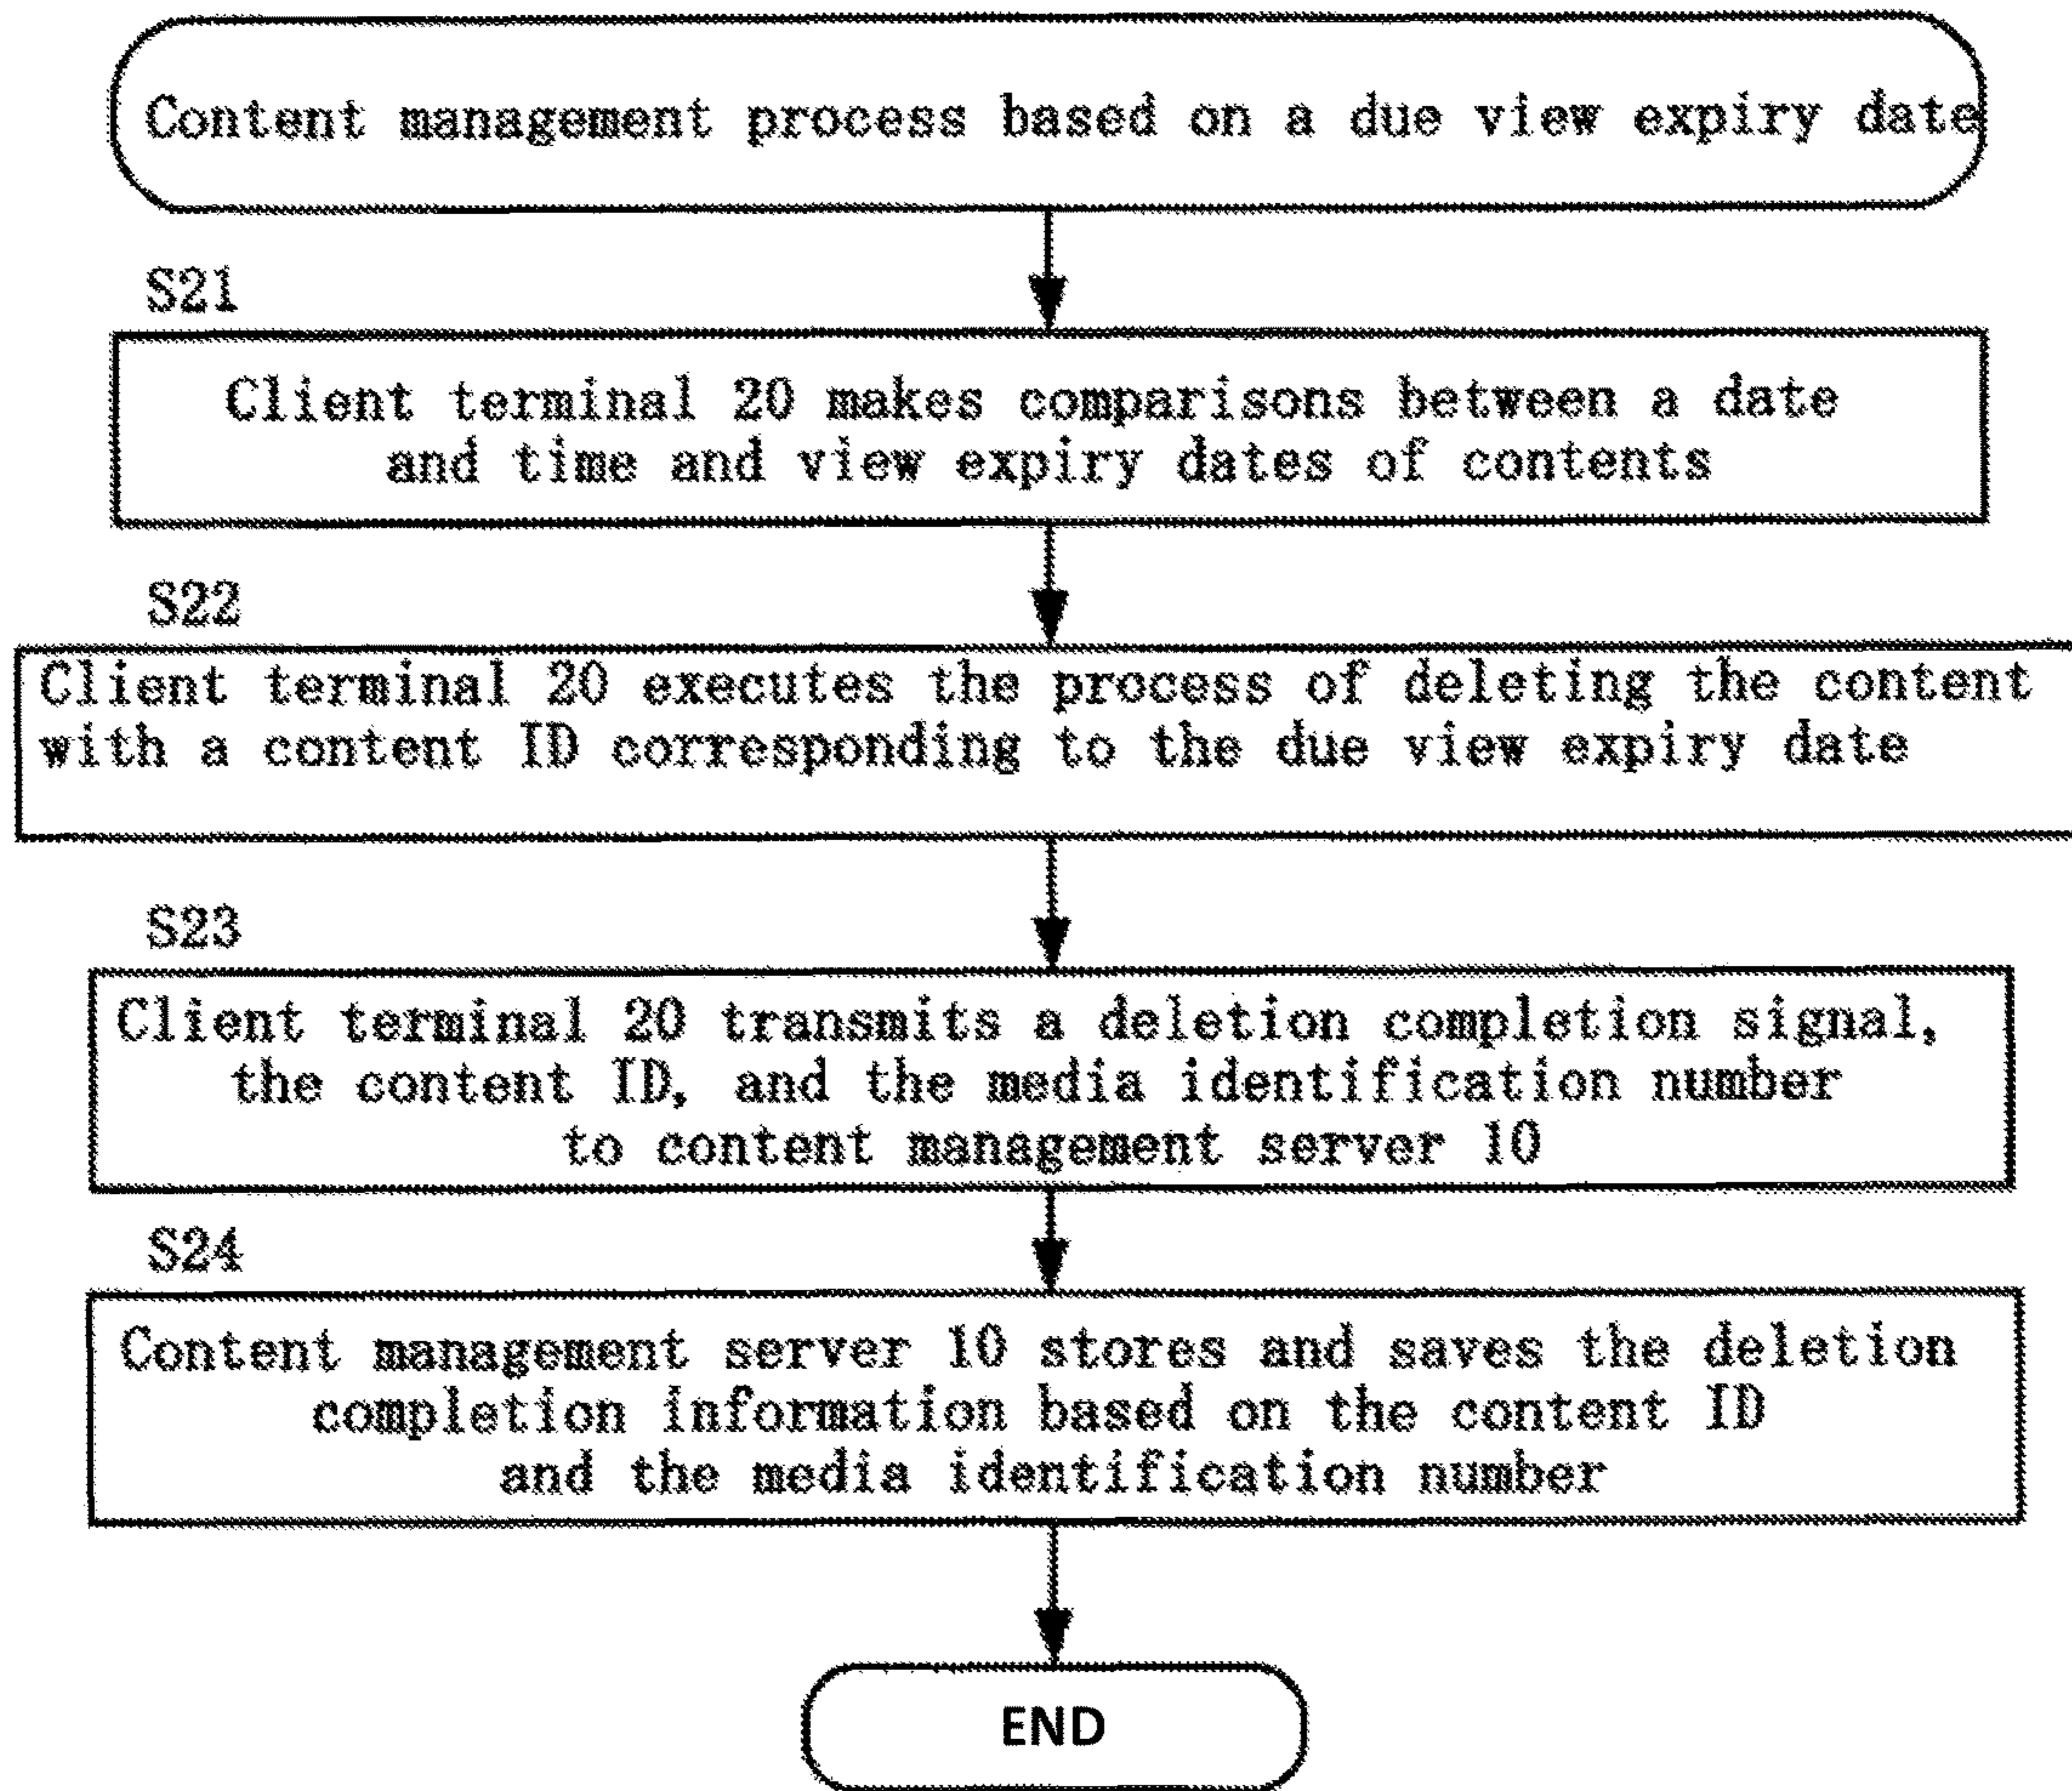 Content management process based on a due view expiry date
S21
Client terminal 20 makes comparisons between a date
and time and view expiry dates of contents
S22
Client terminal 20 executes the process of deleting the content
with a content ID corresponding to the due view expiry date
S23
Client terminal 20 transmits a deletion completion signal,
the content ID, and the media identification number
to content management server 10
S24
Content management server 10 stores and saves the deletion
completion information based on the content ID
and the media identification number
END